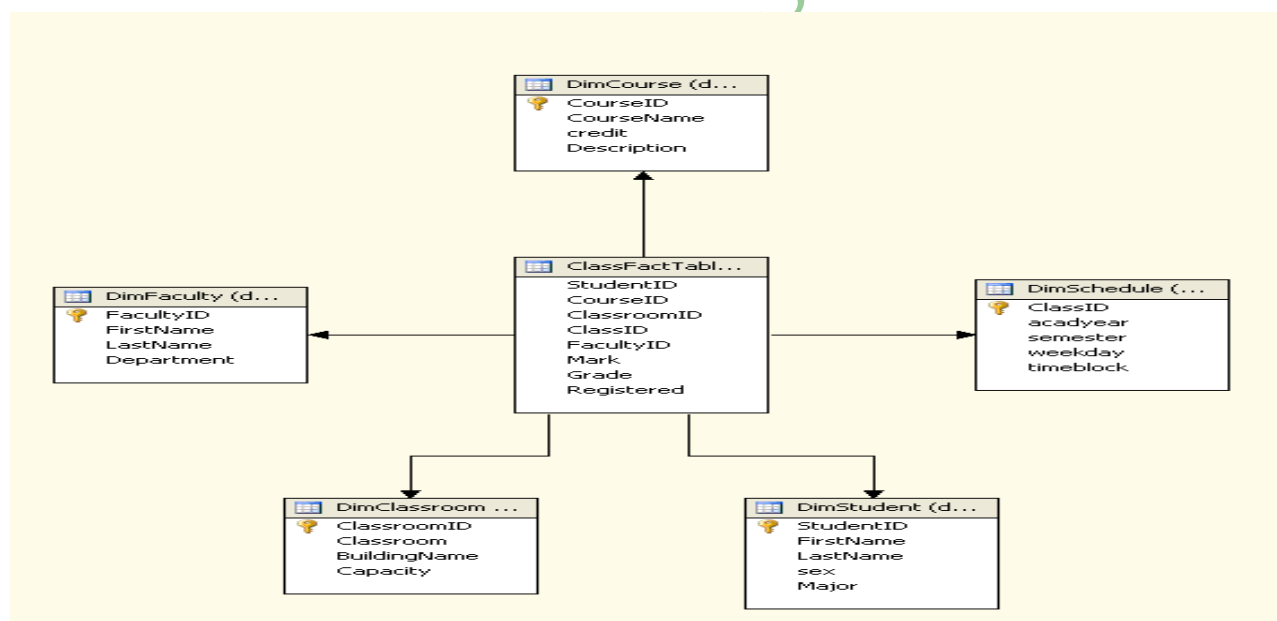 DimCourse (d...
CourseID
CourseName
credit
Description
ClassFactTabl...
StudentID
CourseID
ClassroomID
ClassID
FacultyID
Mark
Grade
Registered
DimFaculty (d...
FacultyID
FirstName
LastName
Department
DimSchedule (...
ClassID
acadyear
semester
weekday
timeblock
DimClassroom ...
ClassroomID
Classroom
BuildingName
Capacity
DimStudent (d...
StudentID
FirstName
LastName
sex
Major